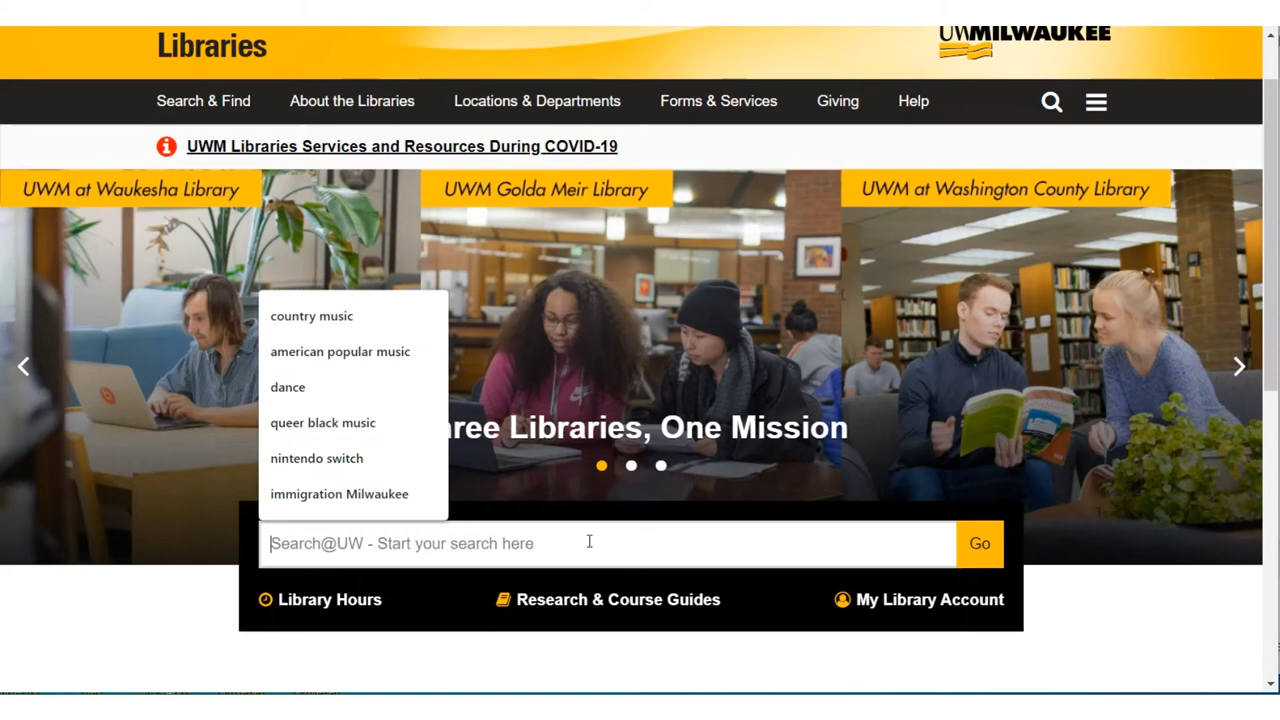 Libraries
UWMILWAUKEE
Search & Find
About the Libraries
Locations & Departments
Forms & Services
Giving
Help
UWM Libraries Services and Resources During COVID-19
UWM at Waukesha Library
UWM Golda Meir Library
UWM at Washington County Library
country music
american popular music
dance
queer black music
nintendo switch
immigration Milwaukee
hree Libraries, One Mission
Search@UW - Start your search here
Go
Library Hours
Research & Course Guides
My Library Account